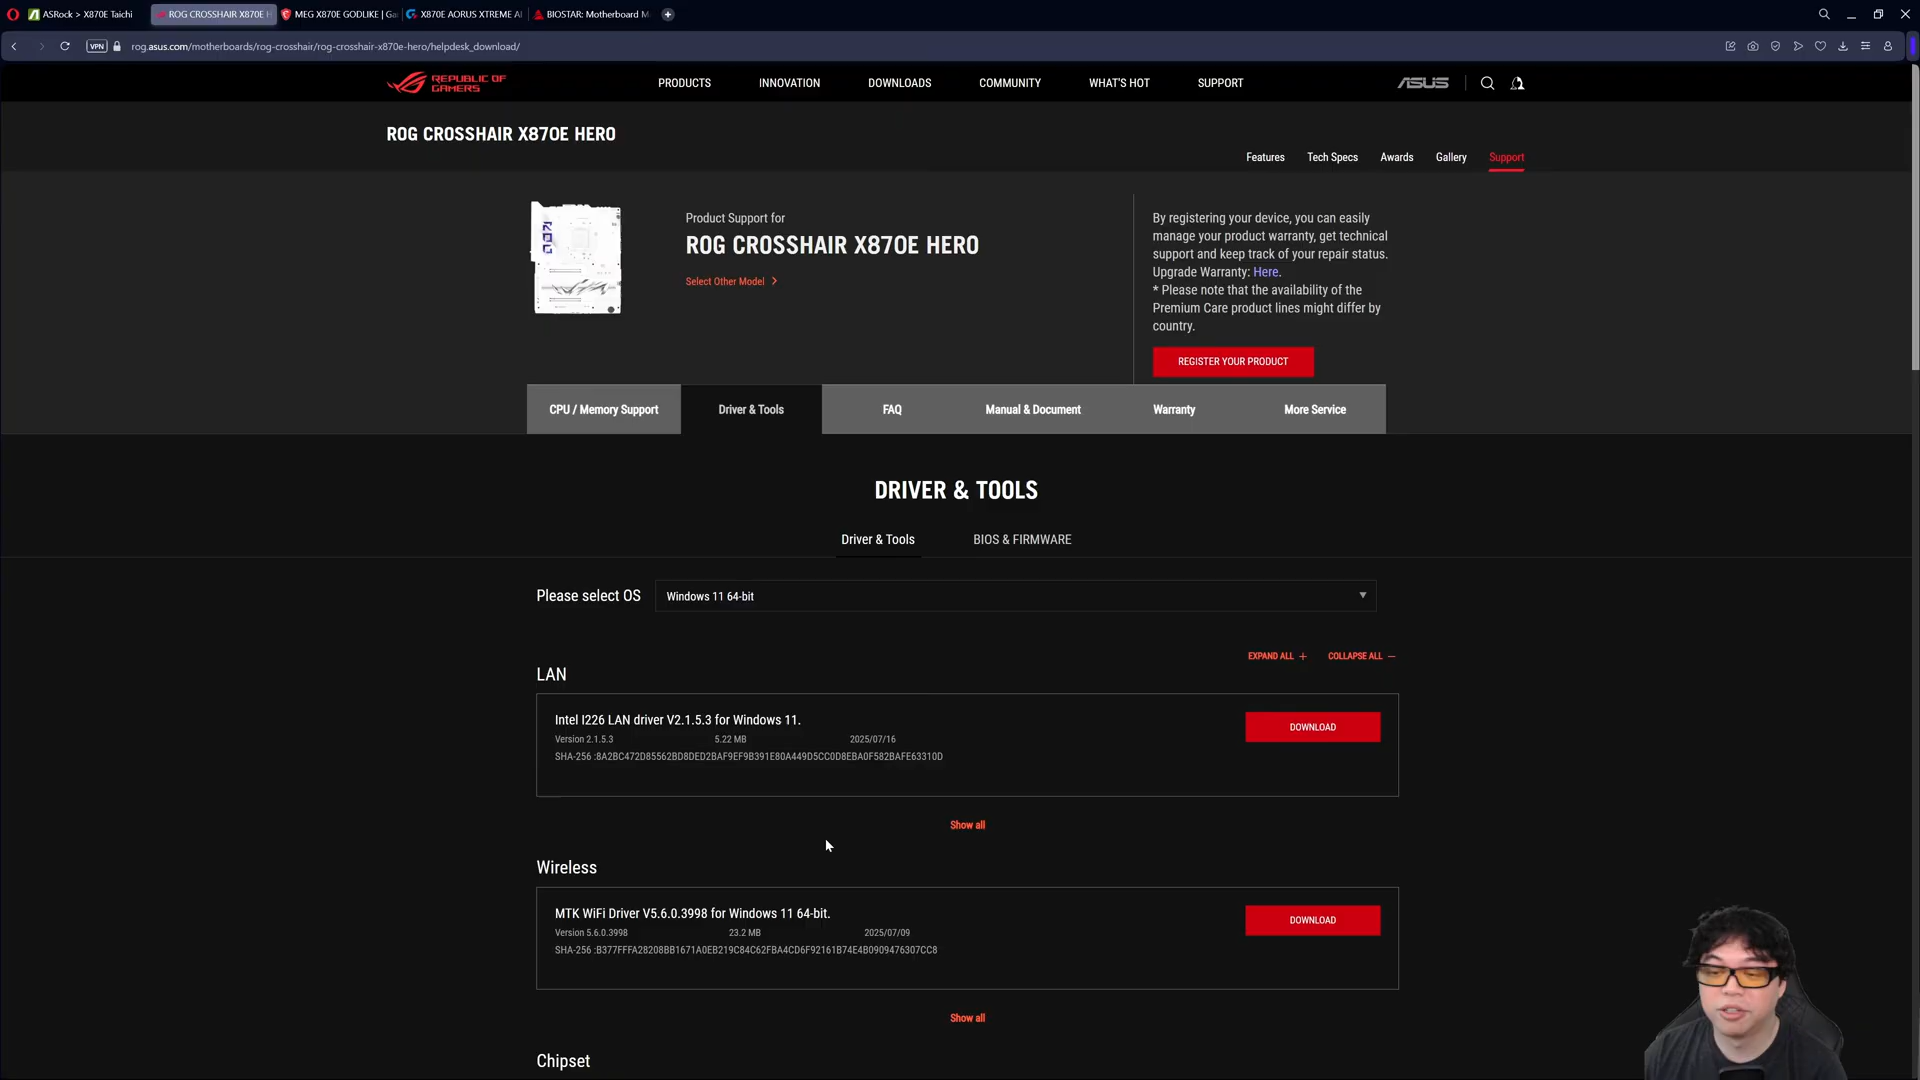 ASRock > X870E Taichi
ROG CROSSHAIR X870E H
MEG X870E GODLIKE | Ga
X870E AORUS XTREME AI
BIOSTAR: Motherboard M
VPN
rog.asus.com/motherboards/rog-crosshair/rog-crosshair-x870e-hero/helpdesk_download/
REPUBLIC OF
GAMERS
PRODUCTS
INNOVATION
DOWNLOADS
COMMUNITY
WHAT'S HOT
SUPPORT
ASUS
ROG CROSSHAIR X870E HERO
Features
Tech Specs
Awards
Gallery
Support
Product Support for
ROG CROSSHAIR X870E HERO
Select Other Model
By registering your device, you can easily
manage your product warranty, get technical
support and keep track of your repair status.
Upgrade Warranty: Here.
* Please note that the availability of the
Premium Care product lines might differ by
country.
REGISTER YOUR PRODUCT
CPU / Memory Support
Driver & Tools
FAQ
Manual & Document
Warranty
More Service
DRIVER & TOOLS
Driver & Tools
BIOS & FIRMWARE
Please select OS
Windows 11 64-bit
EXPAND ALL +
COLLAPSE ALL −
LAN
Intel I226 LAN driver V2.1.5.3 for Windows 11.
Version 2.1.5.3
5.22 MB
2025/07/16
SHA-256 :8A2BC472D85562BD8DED2BAF9EF9B391E80A449D5CC0D8EBA0F582BAFE63310D
DOWNLOAD
Show all
Wireless
MTK WiFi Driver V5.6.0.3998 for Windows 11 64-bit.
Version 5.6.0.3998
23.2 MB
2025/07/09
SHA-256 :B377FFFA28208BB1671A0EB219C84C62FBA4CD6F92161B74E4B0909476307CC8
DOWNLOAD
Show all
Chipset